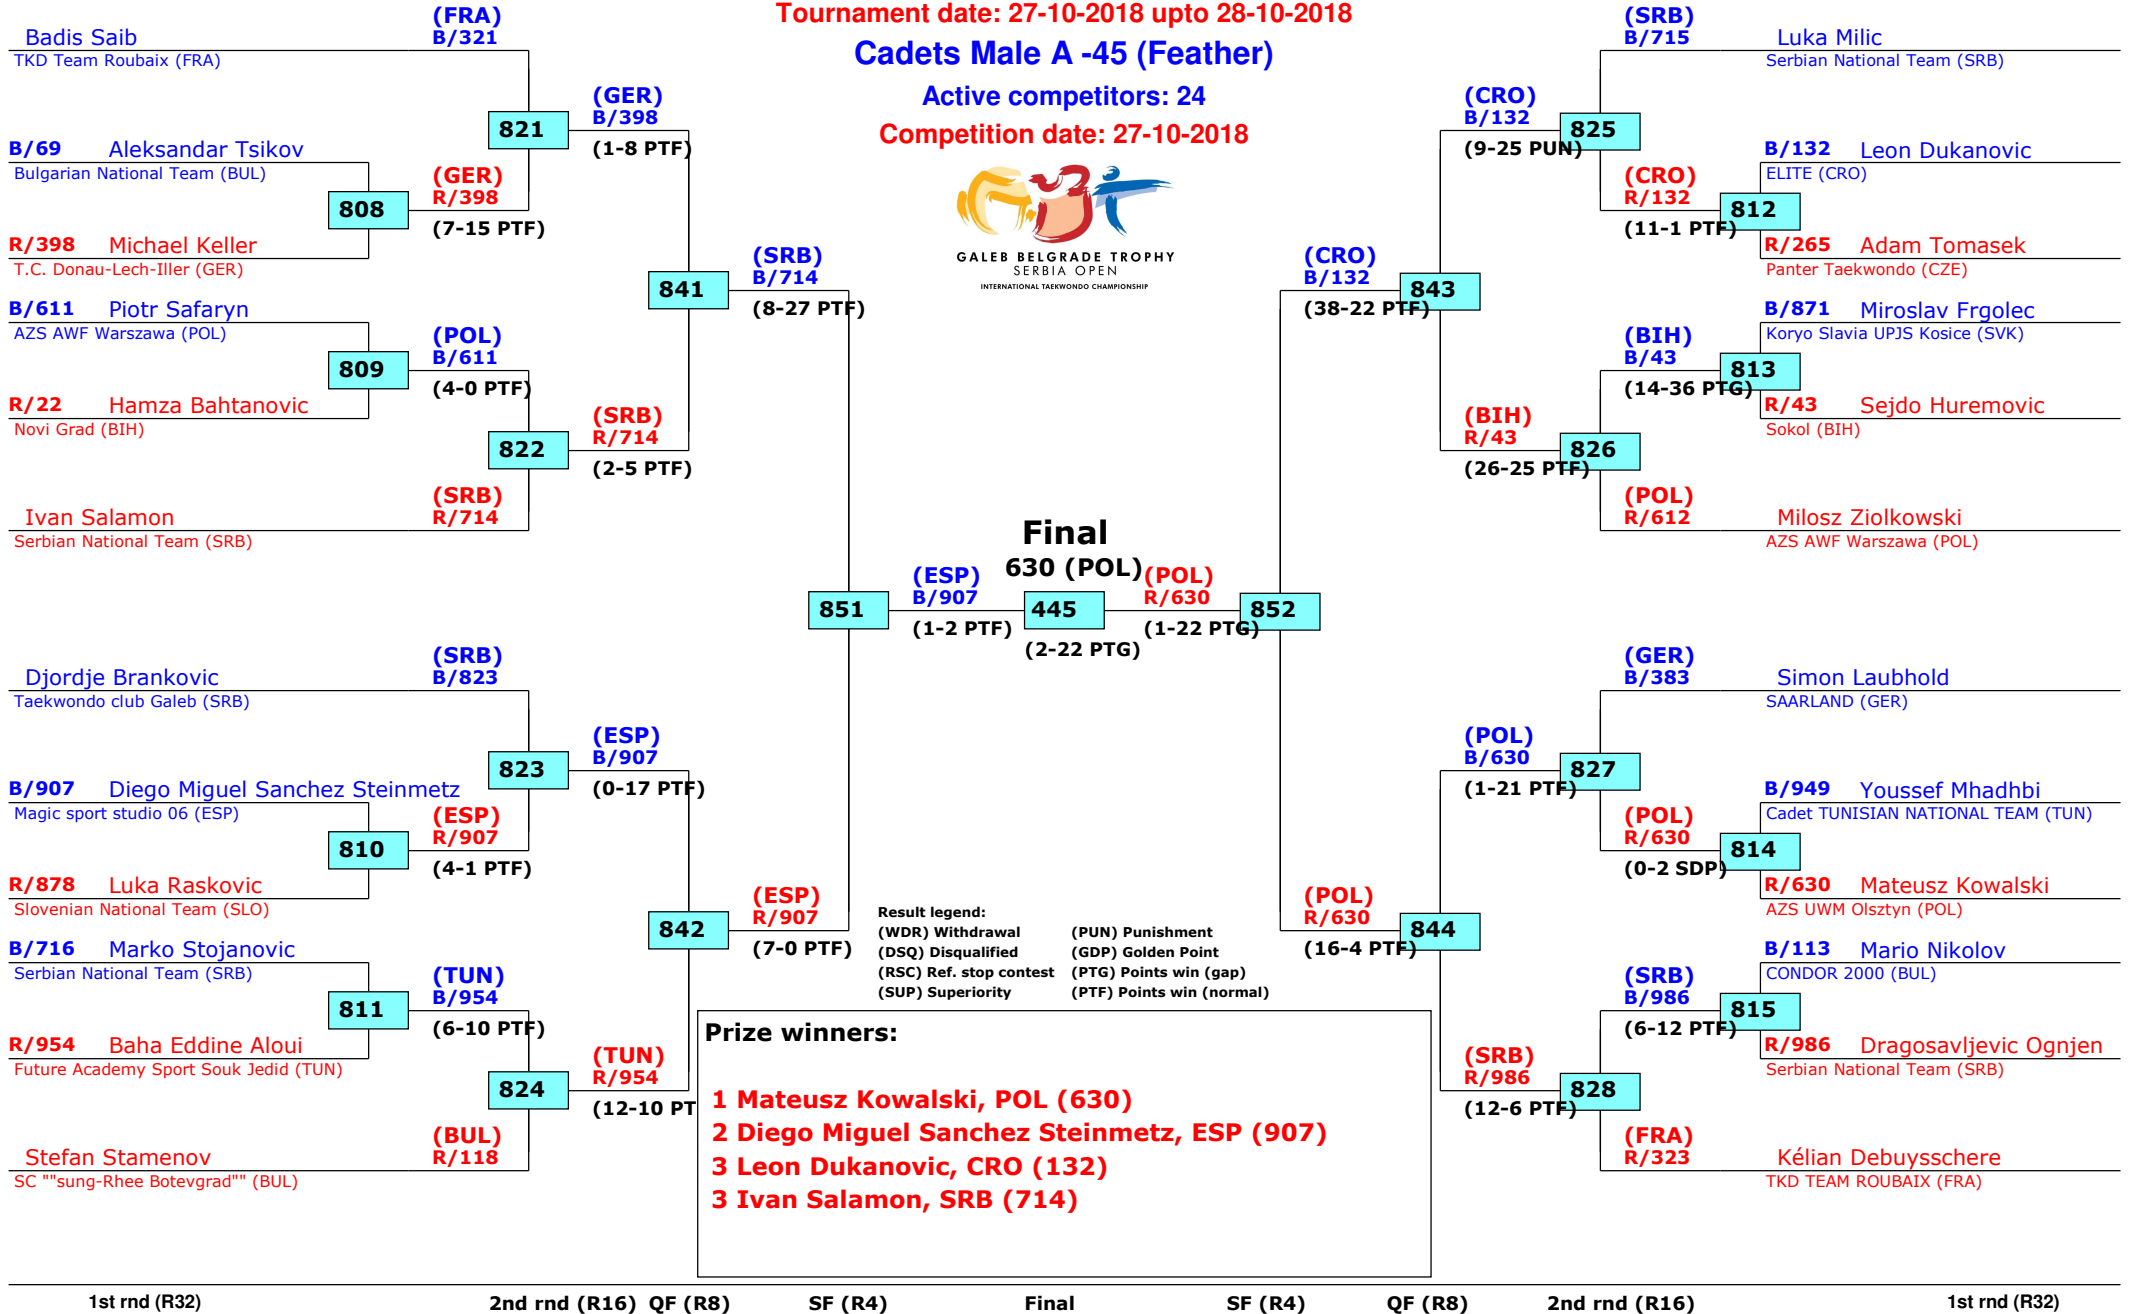 Tournament date: 27-10-2018 upto 28-10-2018
Cadets Male A -45 (Feather)
Active competitors: 24
Competition date: 27-10-2018
GALEB BELGRADE TROPHY
SERBIA OPEN
INTERNATIONAL TAEKWONDO CHAMPIONSHIP
Badis Saib
TKD Team Roubaix (FRA)
(FRA)
B/321
B/69 Aleksandar Tsikov
Bulgarian National Team (BUL)
R/398 Michael Keller
T.C. Donau-Lech-Iller (GER)
808
(GER)
R/398
(7-15 PTF)
821
(GER)
B/398
(1-8 PTF)
B/611 Piotr Safaryn
AZS AWF Warszawa (POL)
R/22 Hamza Bahtanovic
Novi Grad (BIH)
809
(POL)
B/611
(4-0 PTF)
Ivan Salamon
Serbian National Team (SRB)
(SRB)
R/714
822
(SRB)
R/714
(2-5 PTF)
841
(SRB)
B/714
(8-27 PTF)
Djordje Brankovic
Taekwondo club Galeb (SRB)
(SRB)
B/823
B/907 Diego Miguel Sanchez Steinmetz
Magic sport studio 06 (ESP)
R/878 Luka Raskovic
Slovenian National Team (SLO)
810
(ESP)
R/907
(4-1 PTF)
823
(ESP)
B/907
(0-17 PTF)
B/716 Marko Stojanovic
Serbian National Team (SRB)
R/954 Baha Eddine Aloui
Future Academy Sport Souk Jedid (TUN)
811
(TUN)
B/954
(6-10 PTF)
Stefan Stamenov
SC ""sung-Rhee Botevgrad"" (BUL)
(BUL)
R/118
824
(TUN)
R/954
(12-10 PT
842
(ESP)
R/907
(7-0 PTF)
851
(ESP)
B/907
(1-2 PTF)
Final
630 (POL)
445
(2-22 PTG)
(POL)
R/630
(1-22 PTG)
852
(CRO)
B/132
(38-22 PTF)
843
(CRO)
B/132
(9-25 PUN)
825
(SRB)
B/715
Luka Milic
Serbian National Team (SRB)
(CRO)
R/132
(11-1 PTF)
812
B/132 Leon Dukanovic
ELITE (CRO)
R/265 Adam Tomasek
Panter Taekwondo (CZE)
(BIH)
R/43
(26-25 PTF)
826
(BIH)
B/43
(14-36 PTG)
813
B/871 Miroslav Frgolec
Koryo Slavia UPJS Kosice (SVK)
R/43 Sejdo Huremovic
Sokol (BIH)
(POL)
R/612
Milosz Ziolkowski
AZS AWF Warszawa (POL)
(POL)
R/630
(16-4 PTF)
844
(POL)
B/630
(1-21 PTF)
827
(GER)
B/383
Simon Laubhold
SAARLAND (GER)
(POL)
R/630
(0-2 SDP)
814
B/949 Youssef Mhadhbi
Cadet TUNISIAN NATIONAL TEAM (TUN)
R/630 Mateusz Kowalski
AZS UWM Olsztyn (POL)
(SRB)
R/986
(12-6 PTF)
828
(SRB)
B/986
(6-12 PTF)
815
B/113 Mario Nikolov
CONDOR 2000 (BUL)
R/986 Dragosavljevic Ognjen
Serbian National Team (SRB)
(FRA)
R/323
Kélian Debuysschere
TKD TEAM ROUBAIX (FRA)
Result legend:
(WDR) Withdrawal (PUN) Punishment
(DSQ) Disqualified (GDP) Golden Point
(RSC) Ref. stop contest (PTG) Points win (gap)
(SUP) Superiority (PTF) Points win (normal)
Prize winners:
1 Mateusz Kowalski, POL (630)
2 Diego Miguel Sanchez Steinmetz, ESP (907)
3 Leon Dukanovic, CRO (132)
3 Ivan Salamon, SRB (714)
1st rnd (R32) 2nd rnd (R16) QF (R8) SF (R4) Final SF (R4) QF (R8) 2nd rnd (R16) 1st rnd (R32)